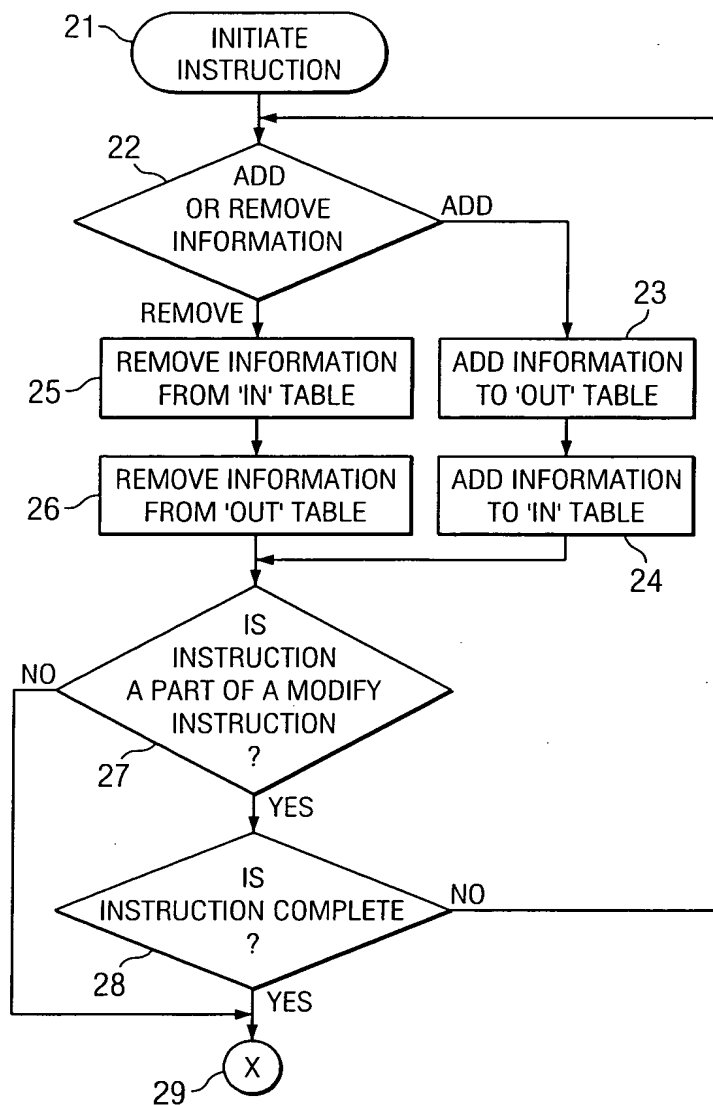 21
INITIATE
INSTRUCTION
22
ADD
OR REMOVE
INFORMATION
ADD
REMOVE
23
25
REMOVE INFORMATION
FROM 'IN' TABLE
ADD INFORMATION
TO 'OUT' TABLE
26
REMOVE INFORMATION
FROM 'OUT' TABLE
ADD INFORMATION
TO 'IN' TABLE
24
NO
IS
INSTRUCTION
A PART OF A MODIFY
INSTRUCTION
?
27
YES
IS
INSTRUCTION COMPLETE
?
NO
28
YES
X
29